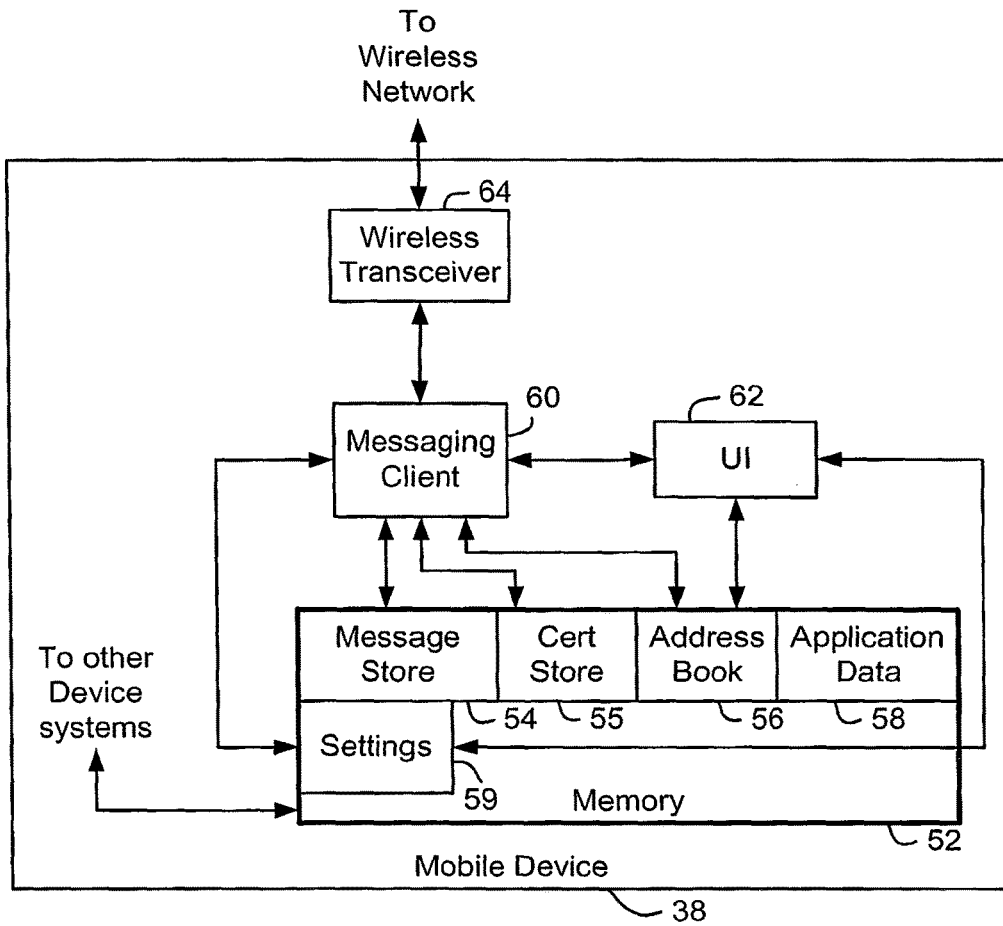 To
Wireless
Network
64
Wireless
Transceiver
60
Messaging
Client
62
UI
Message
Store
Cert
Store
Address
Book
Application
Data
To other
Device
systems
54
55
56
58
Settings
59
Memory
52
Mobile Device
38